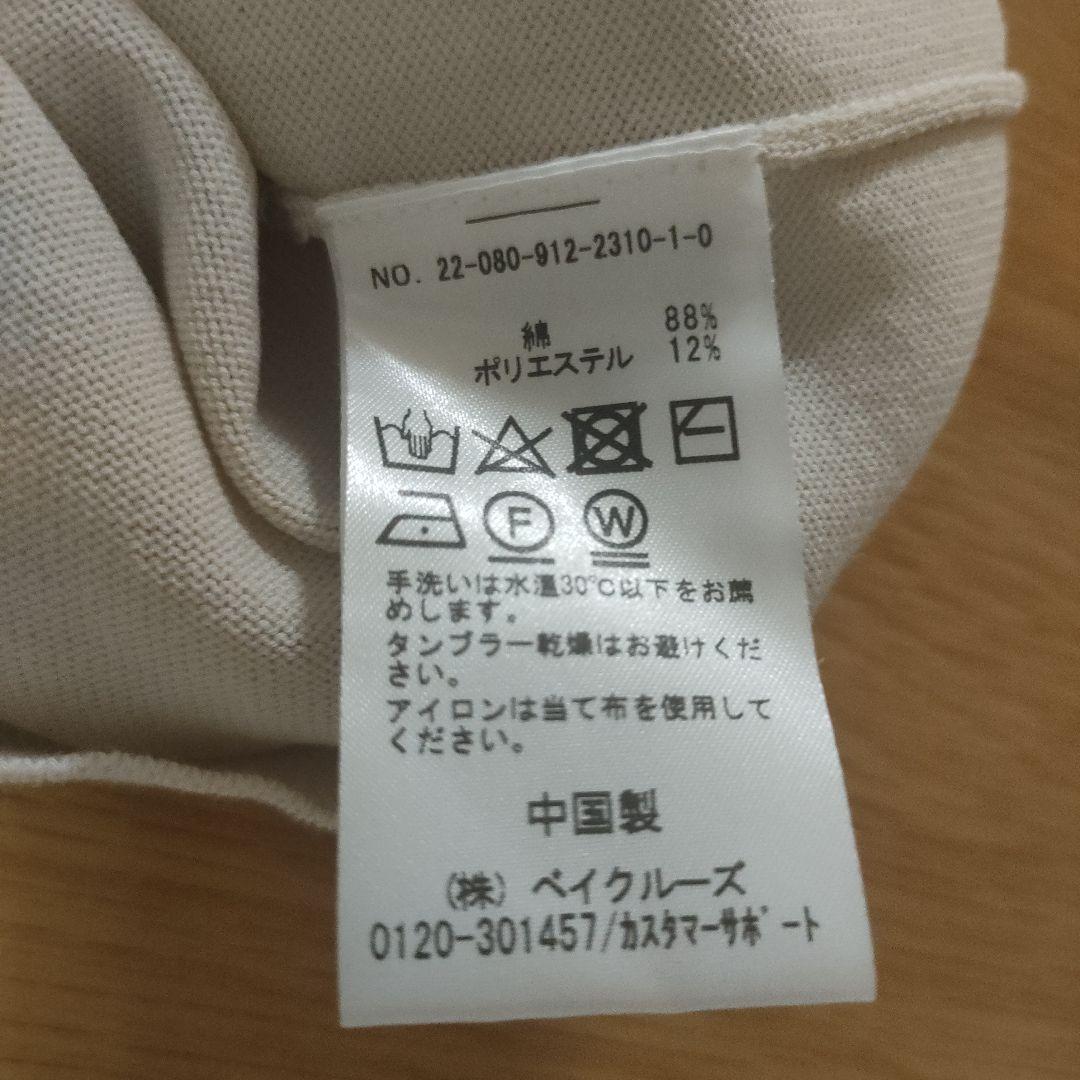 NO. 22-080-912-2310-1-0
綿 88%
ポリエステル 12%
F W
手洗いは水温30℃以下をお薦
めします。
タンブラー乾燥はお避けくだ
さい。
アイロンは当て布を使用して
ください。
中国製
(株) ベイクルーズ
0120-301457/カスタマーサポート